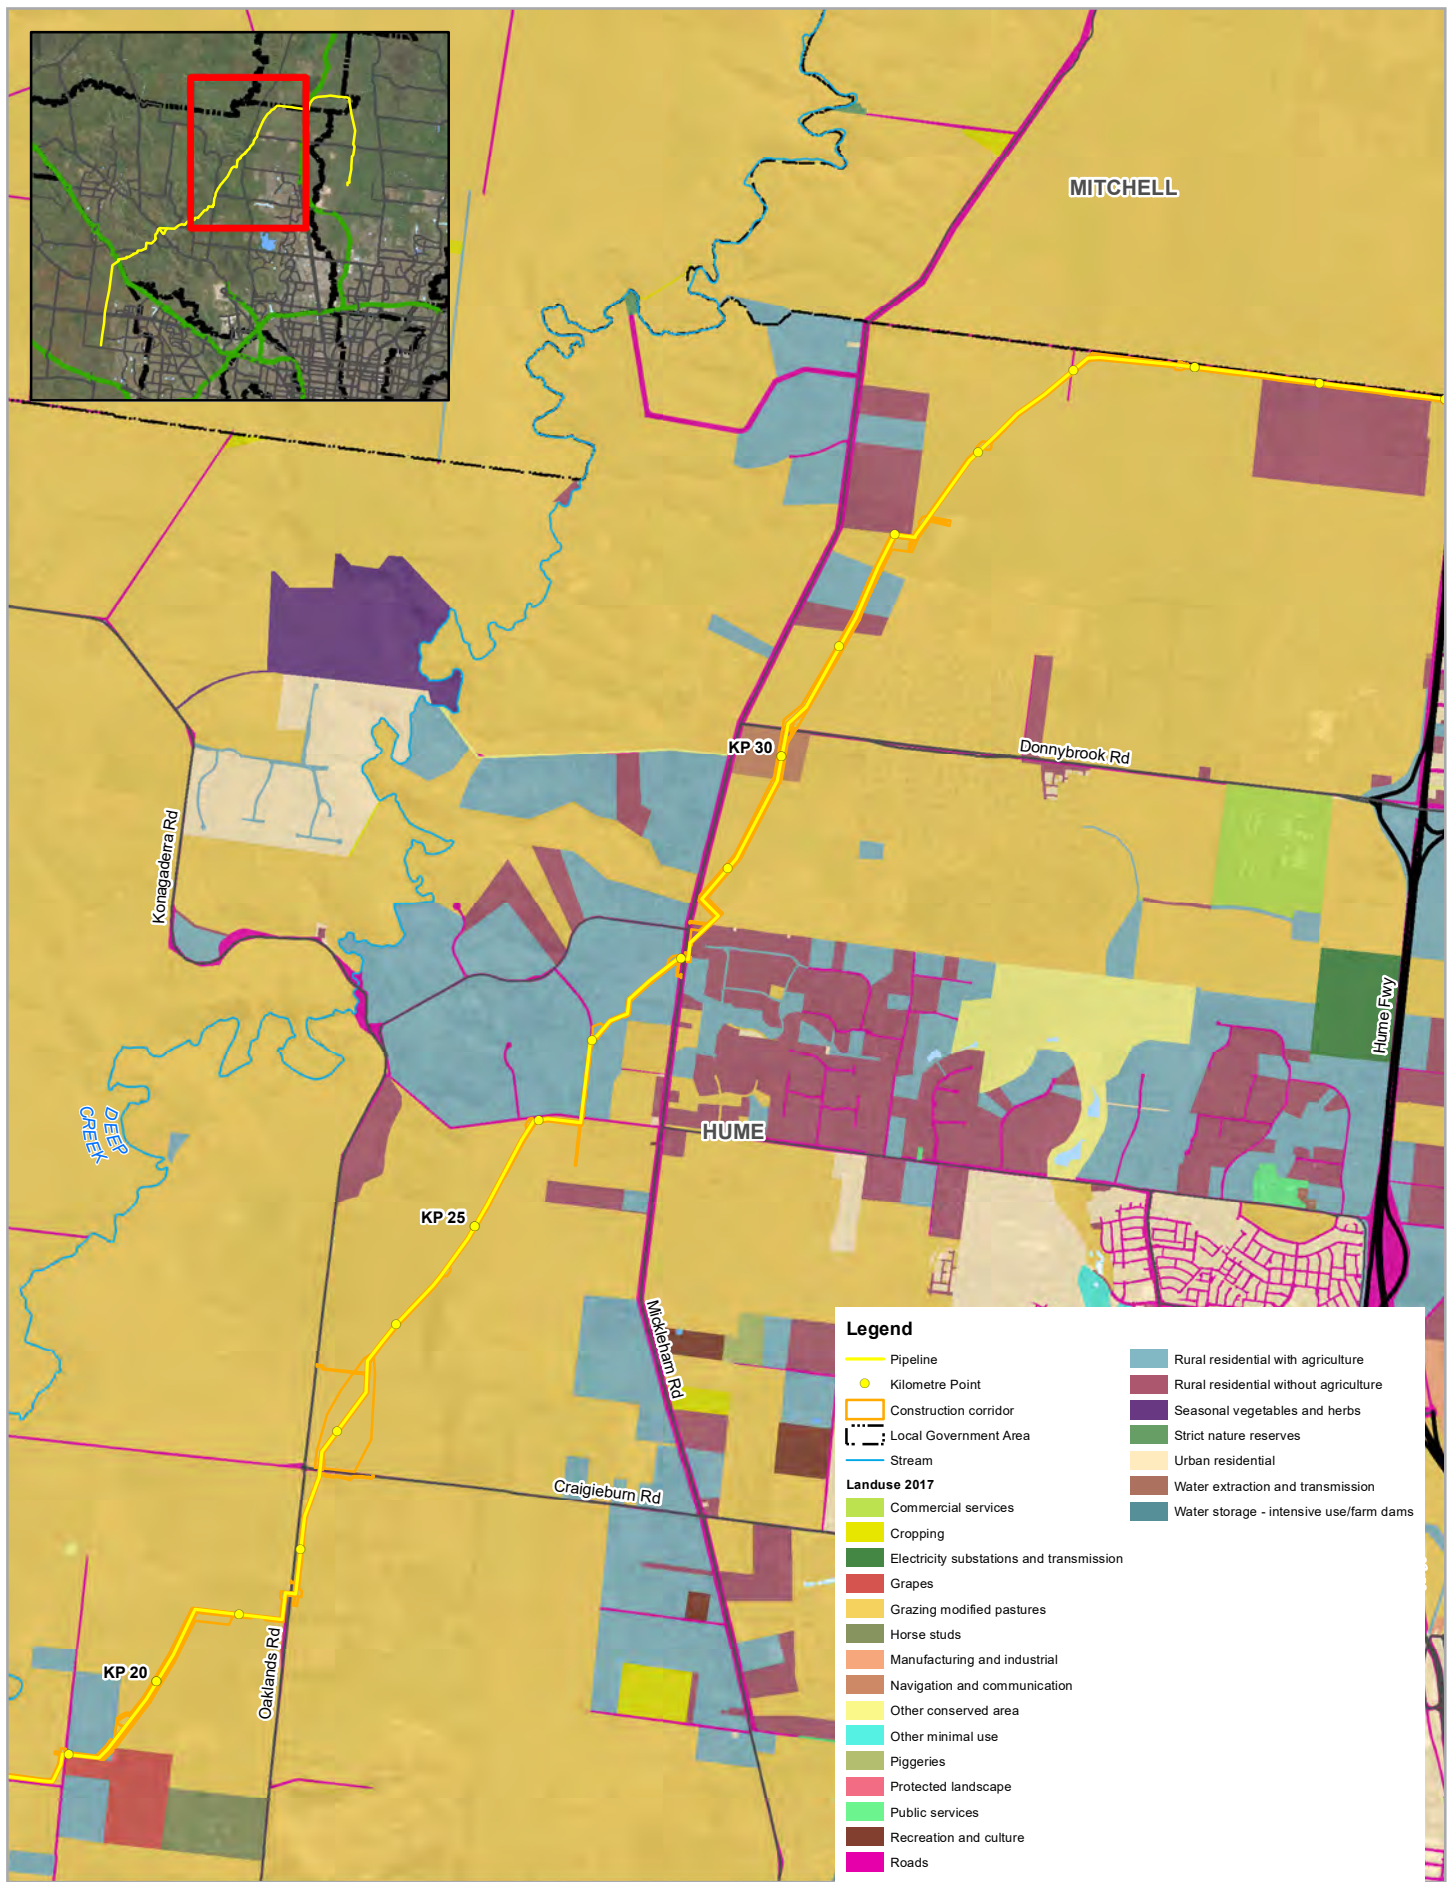 MITCHELL
KP 30
Donnybrook Rd
Konagaderra Rd
Hume Fwy
DEEP
CREEK
HUME
KP 25
Mickleham Rd
Craigieburn Rd
Oaklands Rd
KP 20
Legend
Pipeline
Kilometre Point
Construction corridor
Local Government Area
Stream
Landuse 2017
Commercial services
Cropping
Electricity substations and transmission
Grapes
Grazing modified pastures
Horse studs
Manufacturing and industrial
Navigation and communication
Other conserved area
Other minimal use
Piggeries
Protected landscape
Public services
Recreation and culture
Roads
Rural residential with agriculture
Rural residential without agriculture
Seasonal vegetables and herbs
Strict nature reserves
Urban residential
Water extraction and transmission
Water storage - intensive use/farm dams